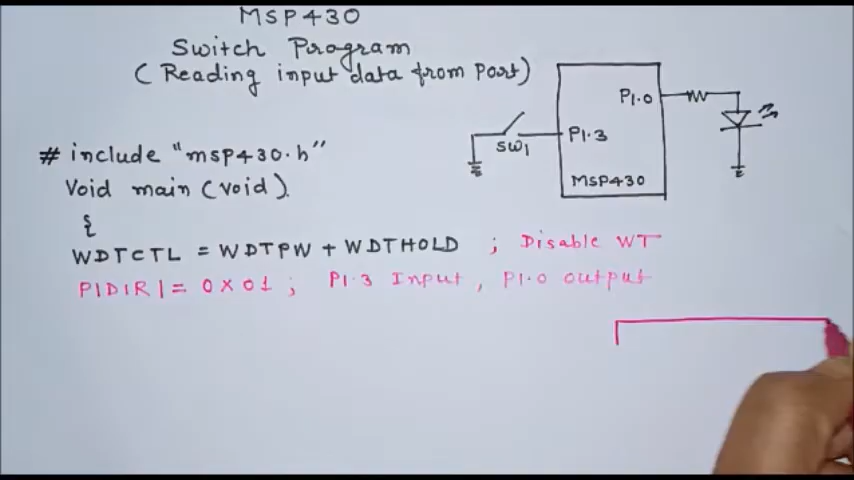 MSP430
Switch Program
(Reading input data from Port)
P1.0
P1.3
SW1
MSP430
# include "msp430.h"
Void main (void)
{
WDTCTL = WDTPW + WDTHOLD ; Disable WT
P1DIR |= 0X01 ; P1.3 Input, P1.0 output